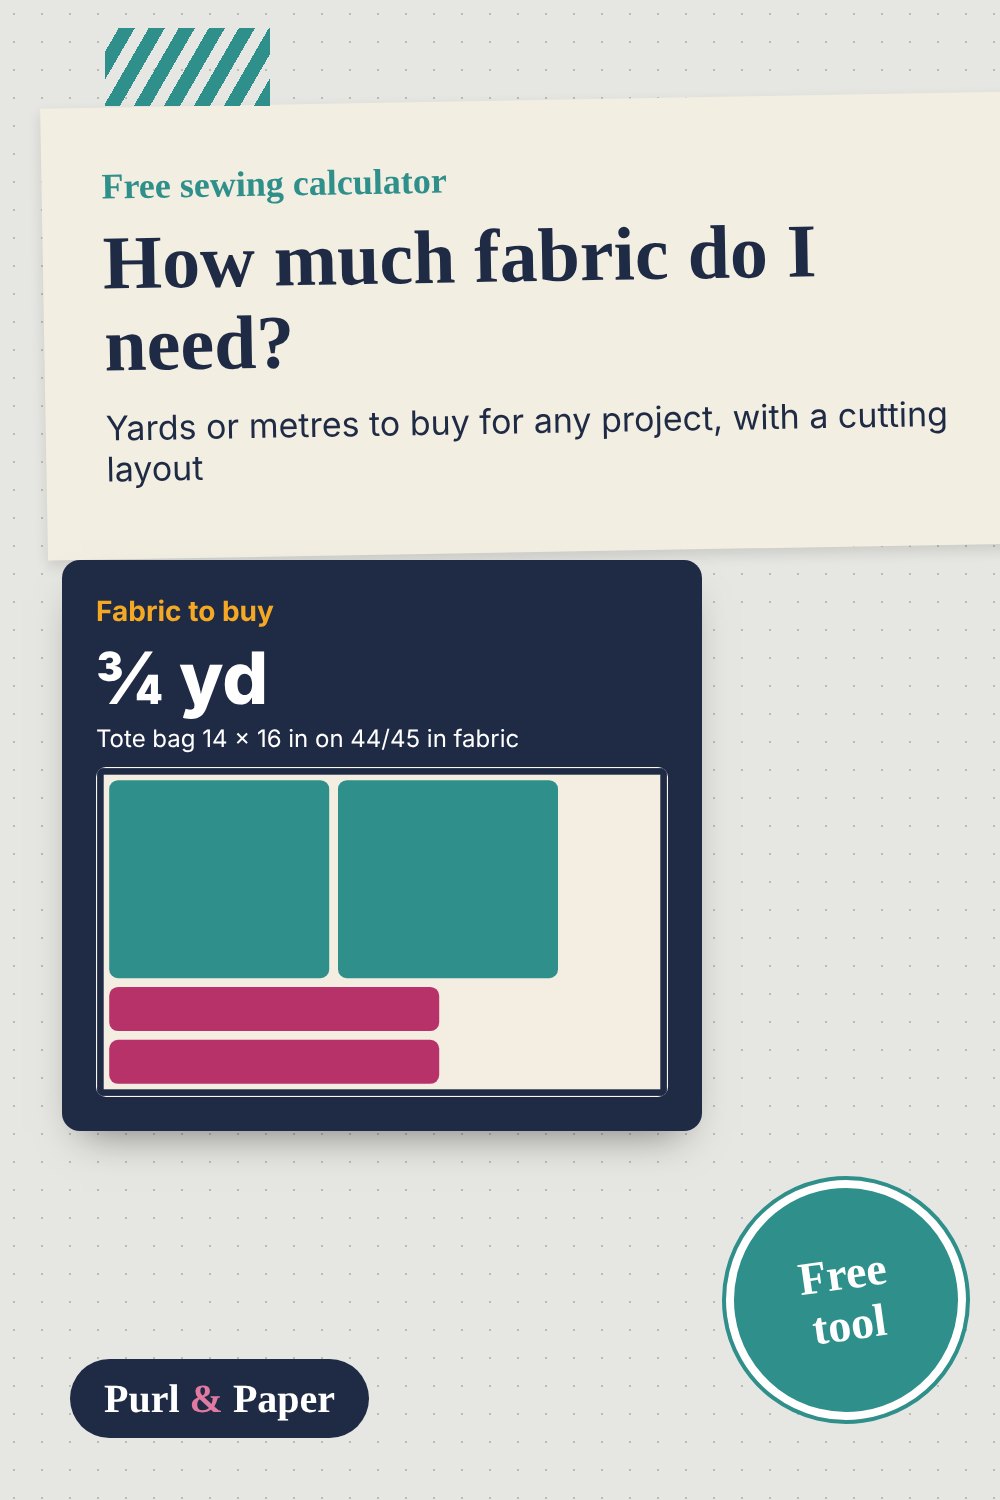 Free sewing calculator
How much fabric do I
need?
Yards or metres to buy for any project, with a cutting
layout
Fabric to buy
¾ yd
Tote bag 14 × 16 in on 44/45 in fabric
Free
tool
Purl & Paper